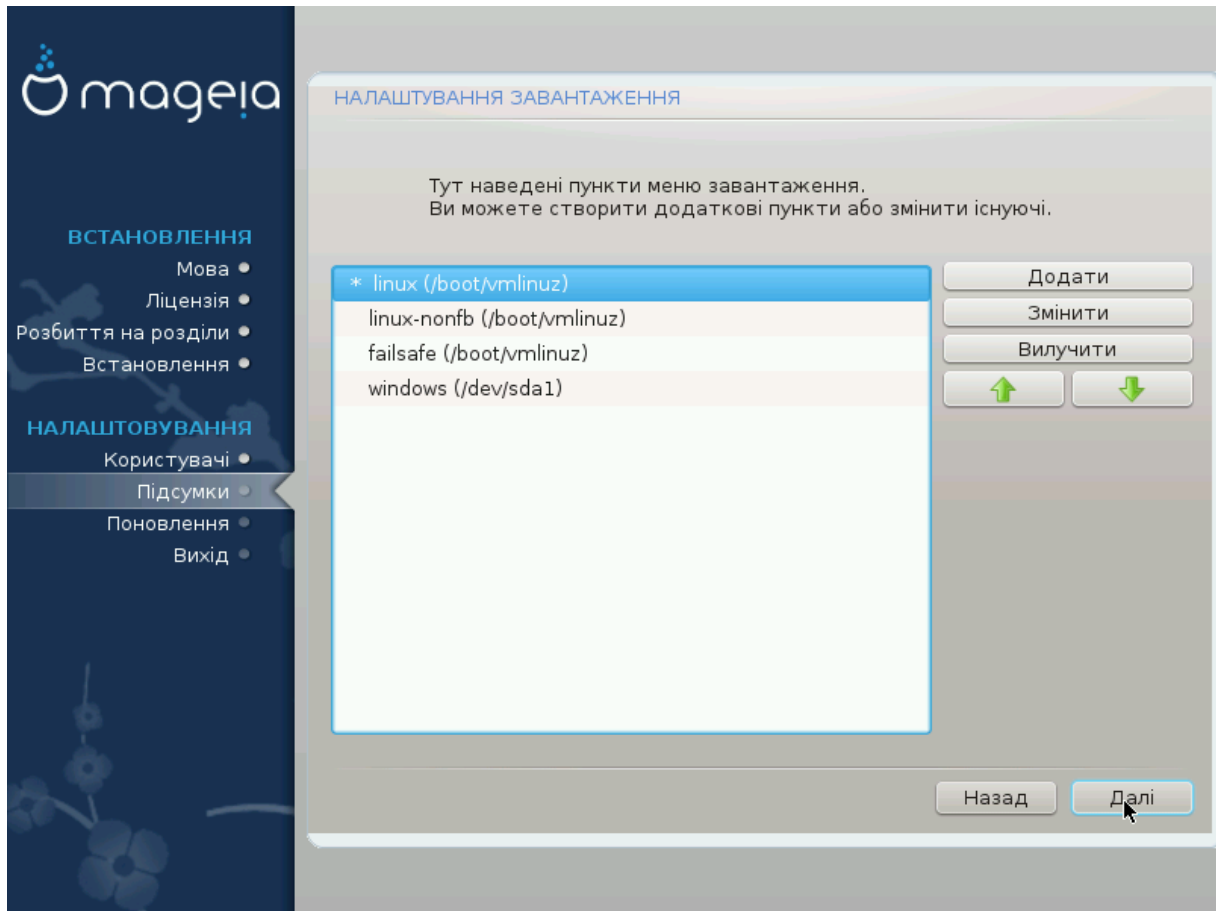 mageia
ВСТАНОВЛЕННЯ
Мова
Ліцензія
Розбиття на розділи
Встановлення
НАЛАШТОВУВАННЯ
Користувачі
Підсумки
Поновлення
Вихід
НАЛАШТУВАННЯ ЗАВАНТАЖЕННЯ
Тут наведені пункти меню завантаження.
Ви можете створити додаткові пункти або змінити існуючі.
* linux (/boot/vmlinuz)
linux-nonfb (/boot/vmlinuz)
failsafe (/boot/vmlinuz)
windows (/dev/sda1)
Додати
Змінити
Вилучити
Назад
Далі